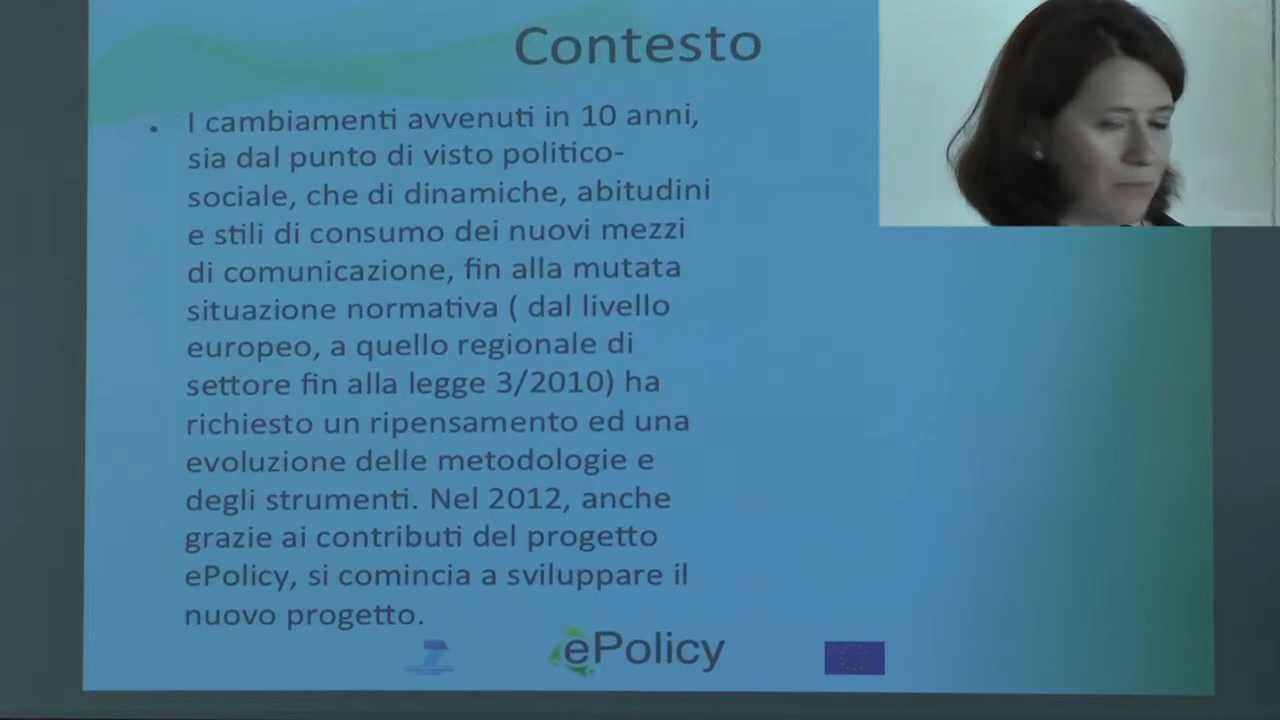 Contesto
• I cambiamenti avvenuti in 10 anni,
sia dal punto di visto politico-
sociale, che di dinamiche, abitudini
e stili di consumo dei nuovi mezzi
di comunicazione, fin alla mutata
situazione normativa ( dal livello
europeo, a quello regionale di
settore fin alla legge 3/2010) ha
richiesto un ripensamento ed una
evoluzione delle metodologie e
degli strumenti. Nel 2012, anche
grazie ai contributi del progetto
ePolicy, si comincia a sviluppare il
nuovo progetto.
ePolicy